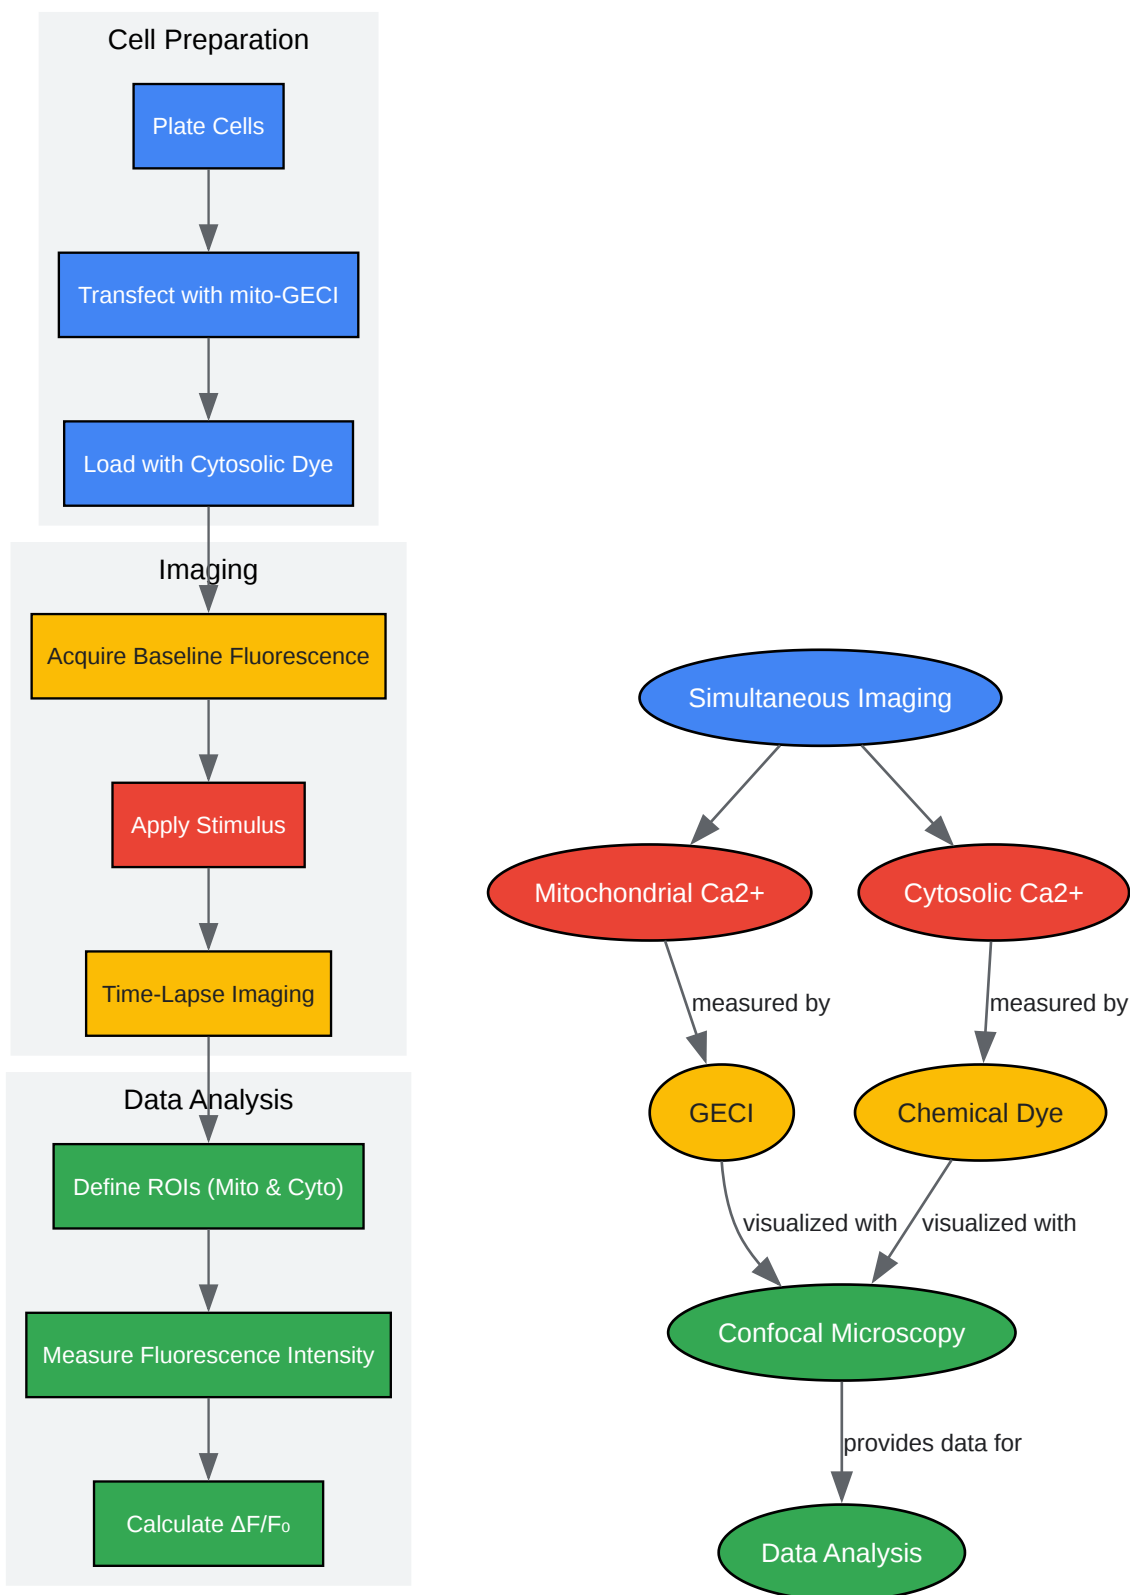 Cell Preparation
Plate Cells
Transfect with mito-GECI
Load with Cytosolic Dye
Imaging
Acquire Baseline Fluorescence
Apply Stimulus
Time-Lapse Imaging
Data Analysis
Define ROIs (Mito & Cyto)
Measure Fluorescence Intensity
Calculate ΔF/F₀
Simultaneous Imaging
Mitochondrial Ca2+
Cytosolic Ca2+
measured by
measured by
GECI
Chemical Dye
visualized with
visualized with
Confocal Microscopy
provides data for
Data Analysis